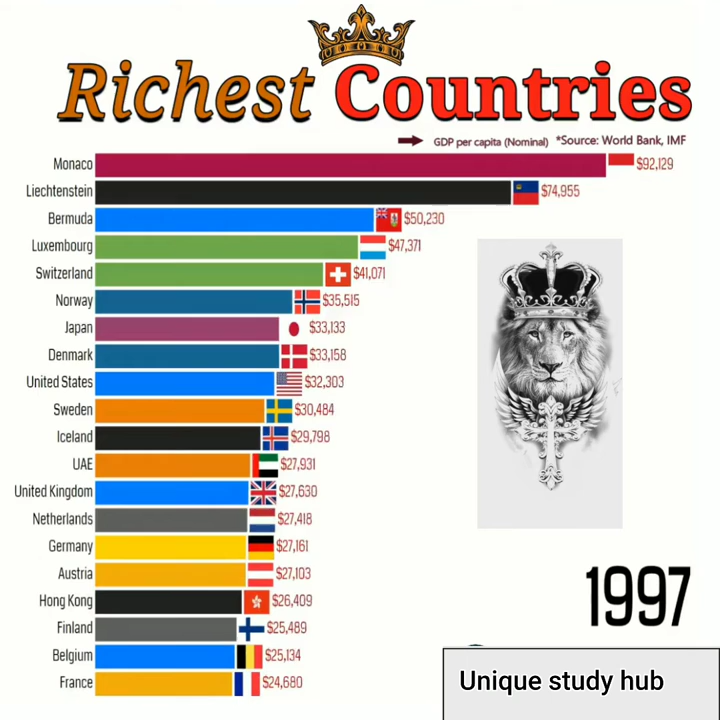 Richest Countries
GDP per capita (Nominal) *Source: World Bank, IMF
Monaco $92,129
Liechtenstein $74,955
Bermuda $50,230
Luxembourg $47,371
Switzerland $41,071
Norway $35,515
Japan $33,133
Denmark $33,158
United States $32,303
Sweden $30,484
Iceland $29,798
UAE $27,931
United Kingdom $27,630
Netherlands $27,418
Germany $27,161
Austria $27,103
Hong Kong $26,409
Finland $25,489
Belgium $25,134
France $24,680
1997
Unique study hub